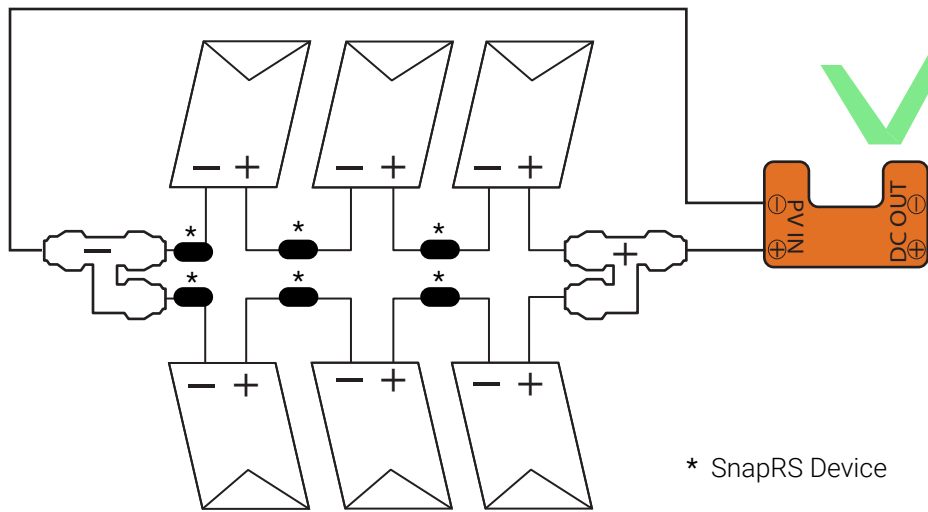 − + − + − +
* * *
− +
* * *
− + − + − +
⊖ PV IN ⊕
⊖ DC OUT ⊕
* SnapRS Device